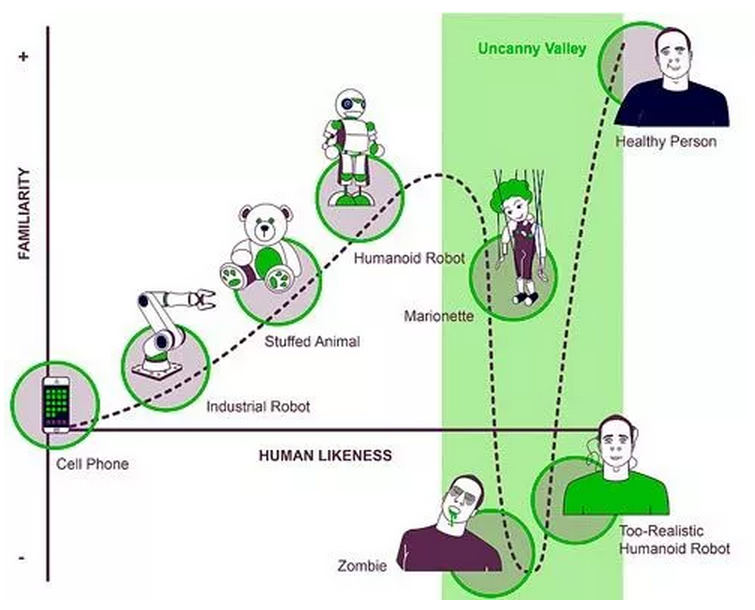 +
Uncanny Valley
Healthy Person
FAMILIARITY
Humanoid Robot
Marionette
Stuffed Animal
Industrial Robot
HUMAN LIKENESS
Cell Phone
Too-Realistic
Humanoid Robot
Zombie
-